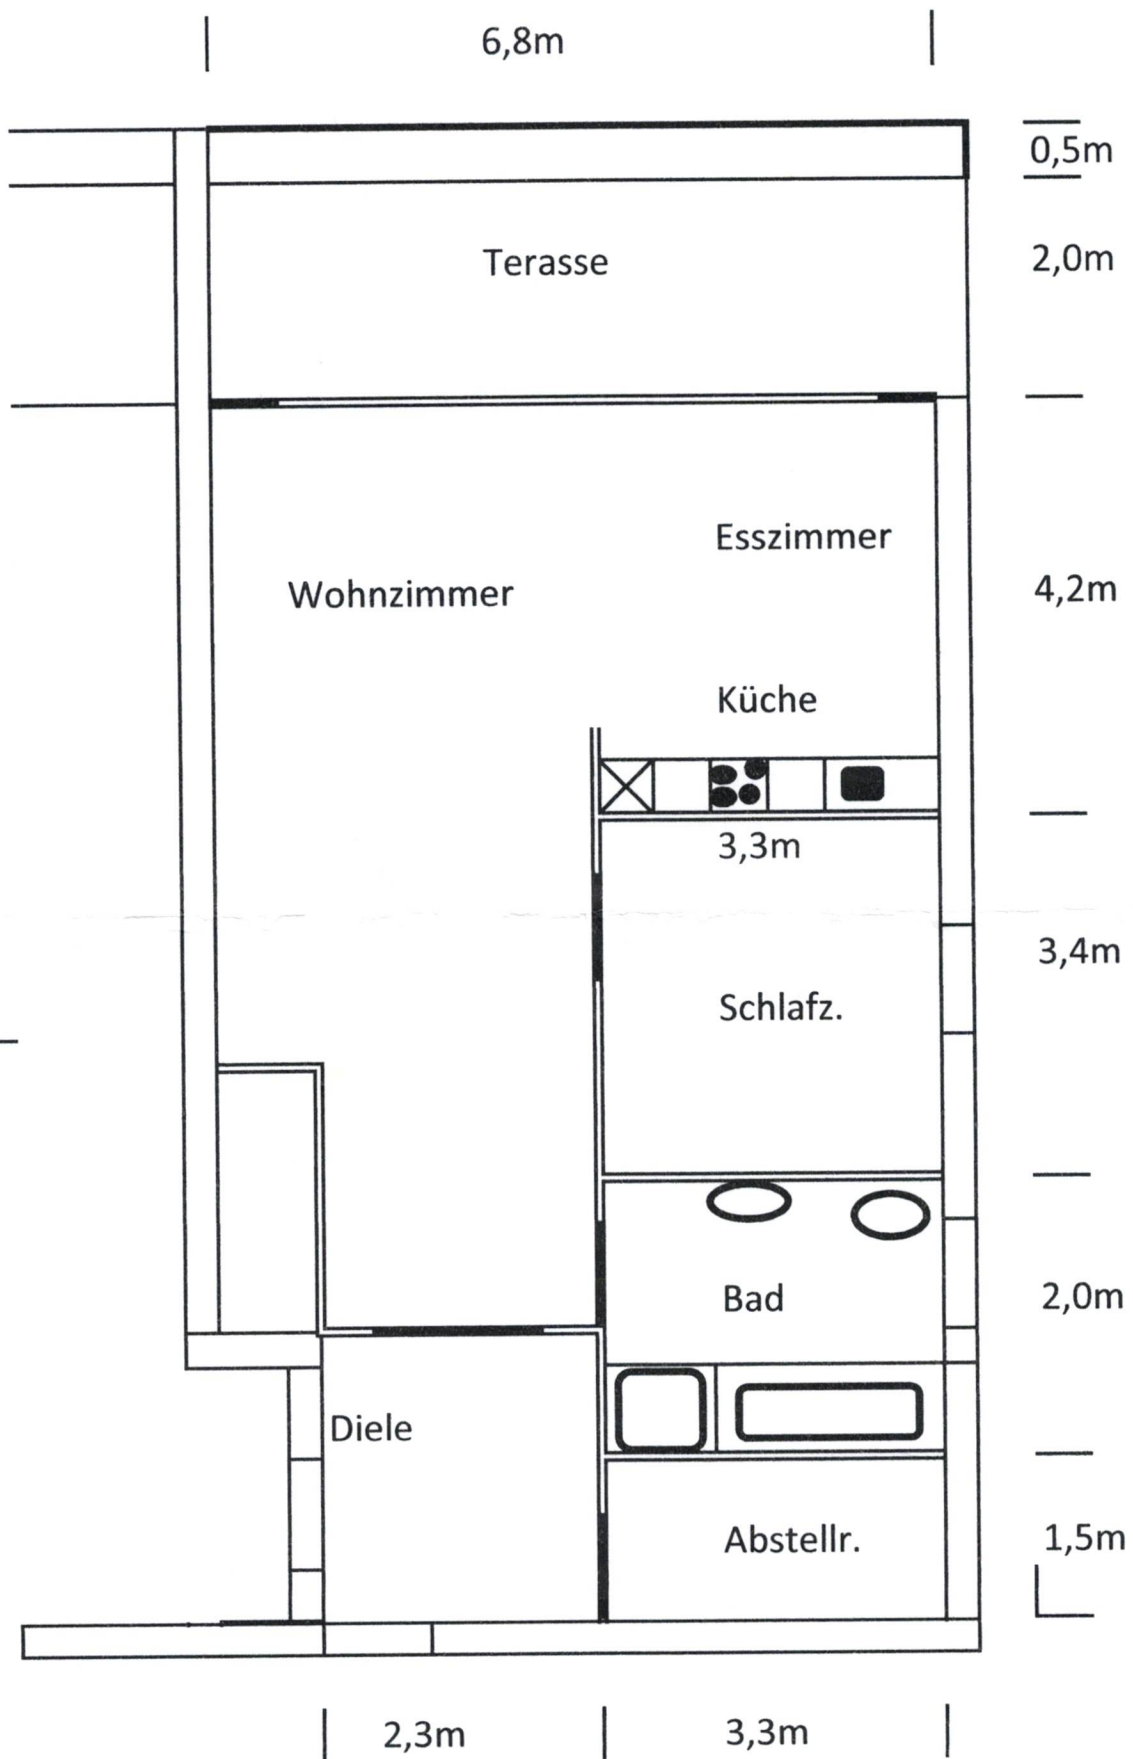 6,8m
0,5m
Terasse
2,0m
Esszimmer
Wohnzimmer
4,2m
Küche
3,3m
3,4m
Schlafz.
Bad
2,0m
Diele
Abstellr.
1,5m
2,3m
3,3m